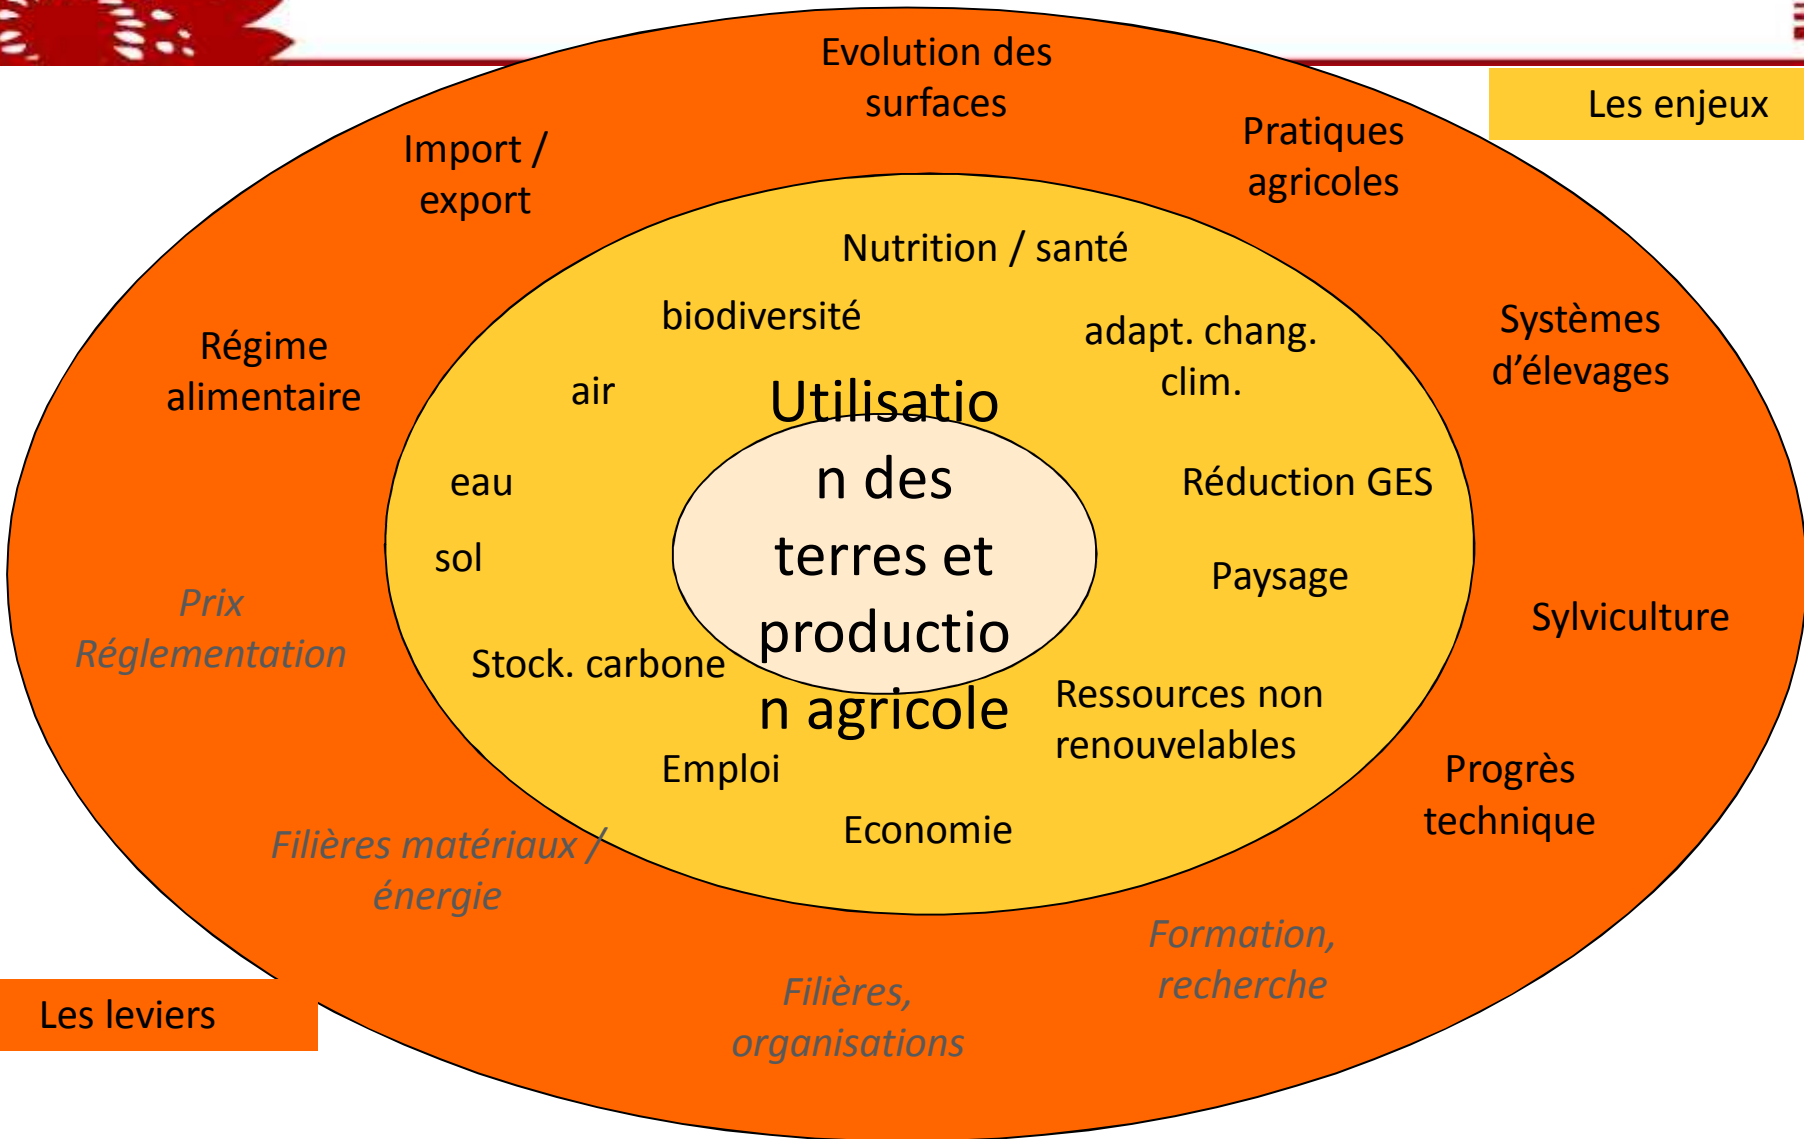 Evolution des
surfaces
Les enjeux
Import /
export
Pratiques
agricoles
Nutrition / santé
biodiversité
adapt. chang.
clim.
Systèmes
d’élevages
Régime
alimentaire
air
Utilisatio
n des
terres et
productio
n agricole
eau
Réduction GES
sol
Paysage
Prix
Réglementation
Sylviculture
Stock. carbone
Ressources non
renouvelables
Emploi
Progrès
technique
Economie
Filières matériaux /
énergie
Formation,
recherche
Filières,
organisations
Les leviers